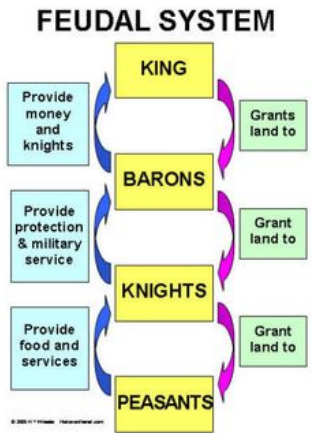 FEUDAL SYSTEM
KING
Provide
money
and
knights
Grants
land to
BARONS
Provide
protection
& military
service
Grant
land to
KNIGHTS
Provide
food and
services
Grant
land to
PEASANTS